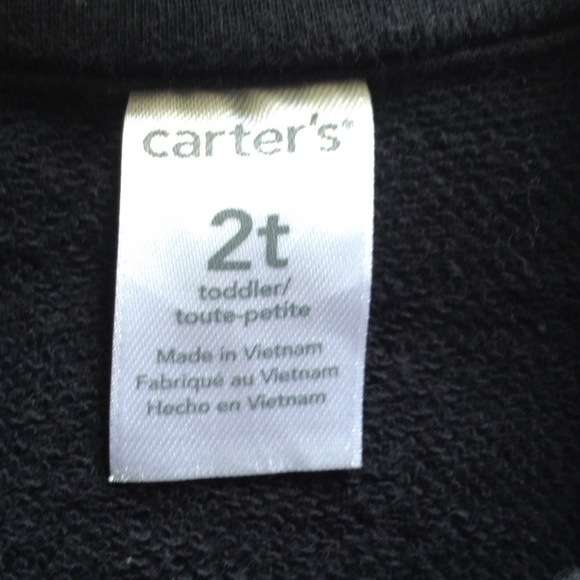 carter's®
2t
toddler/
toute-petite
Made in Vietnam
Fabriqué au Vietnam
Hecho en Vietnam